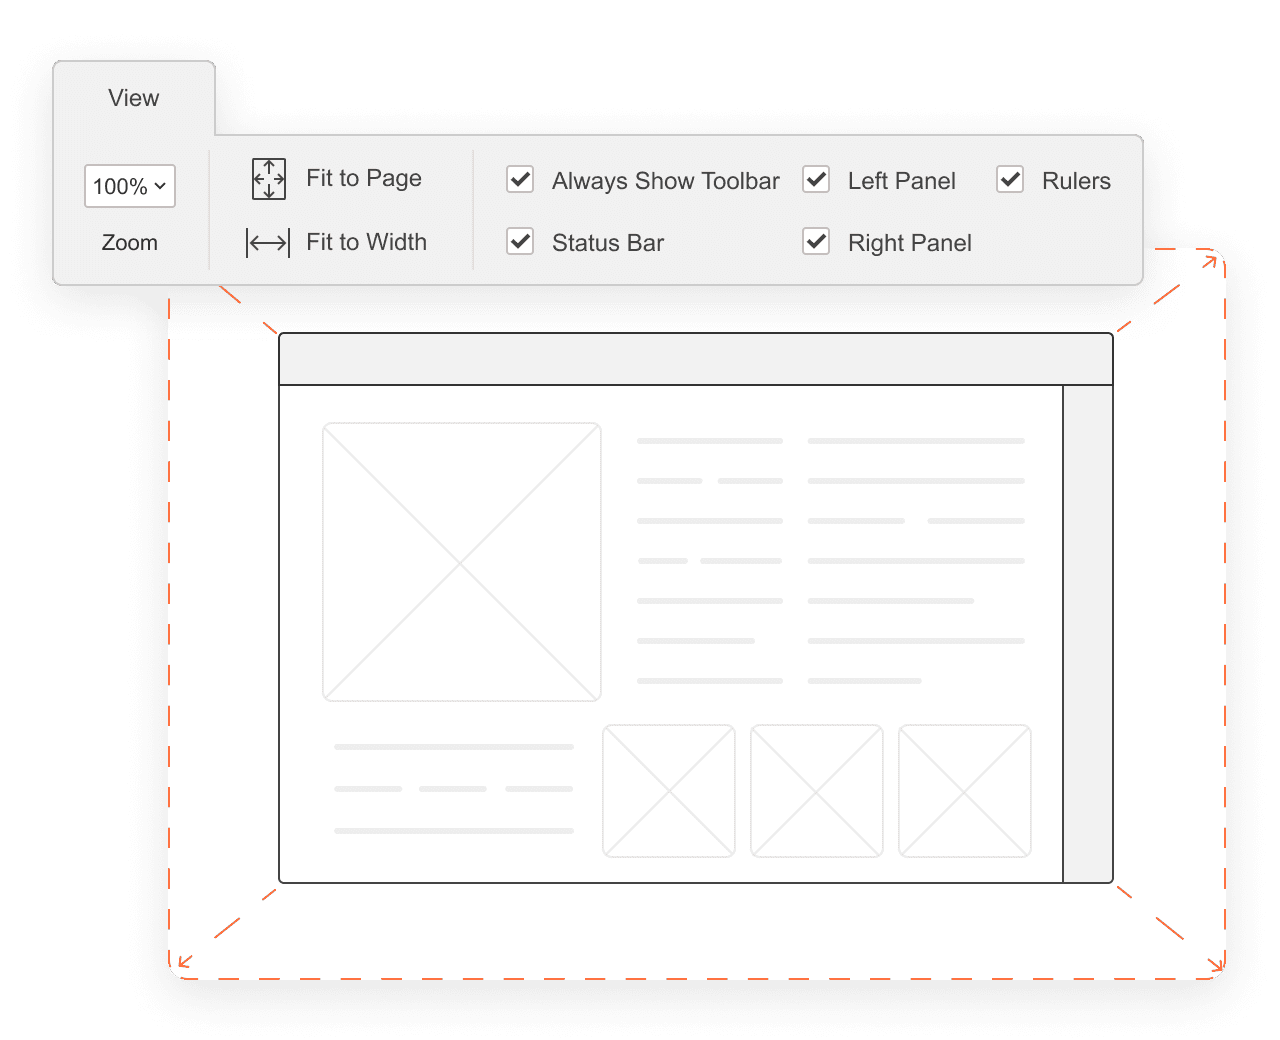 View
100%
Zoom
Fit to Page
Fit to Width
Always Show Toolbar
Left Panel
Rulers
Status Bar
Right Panel